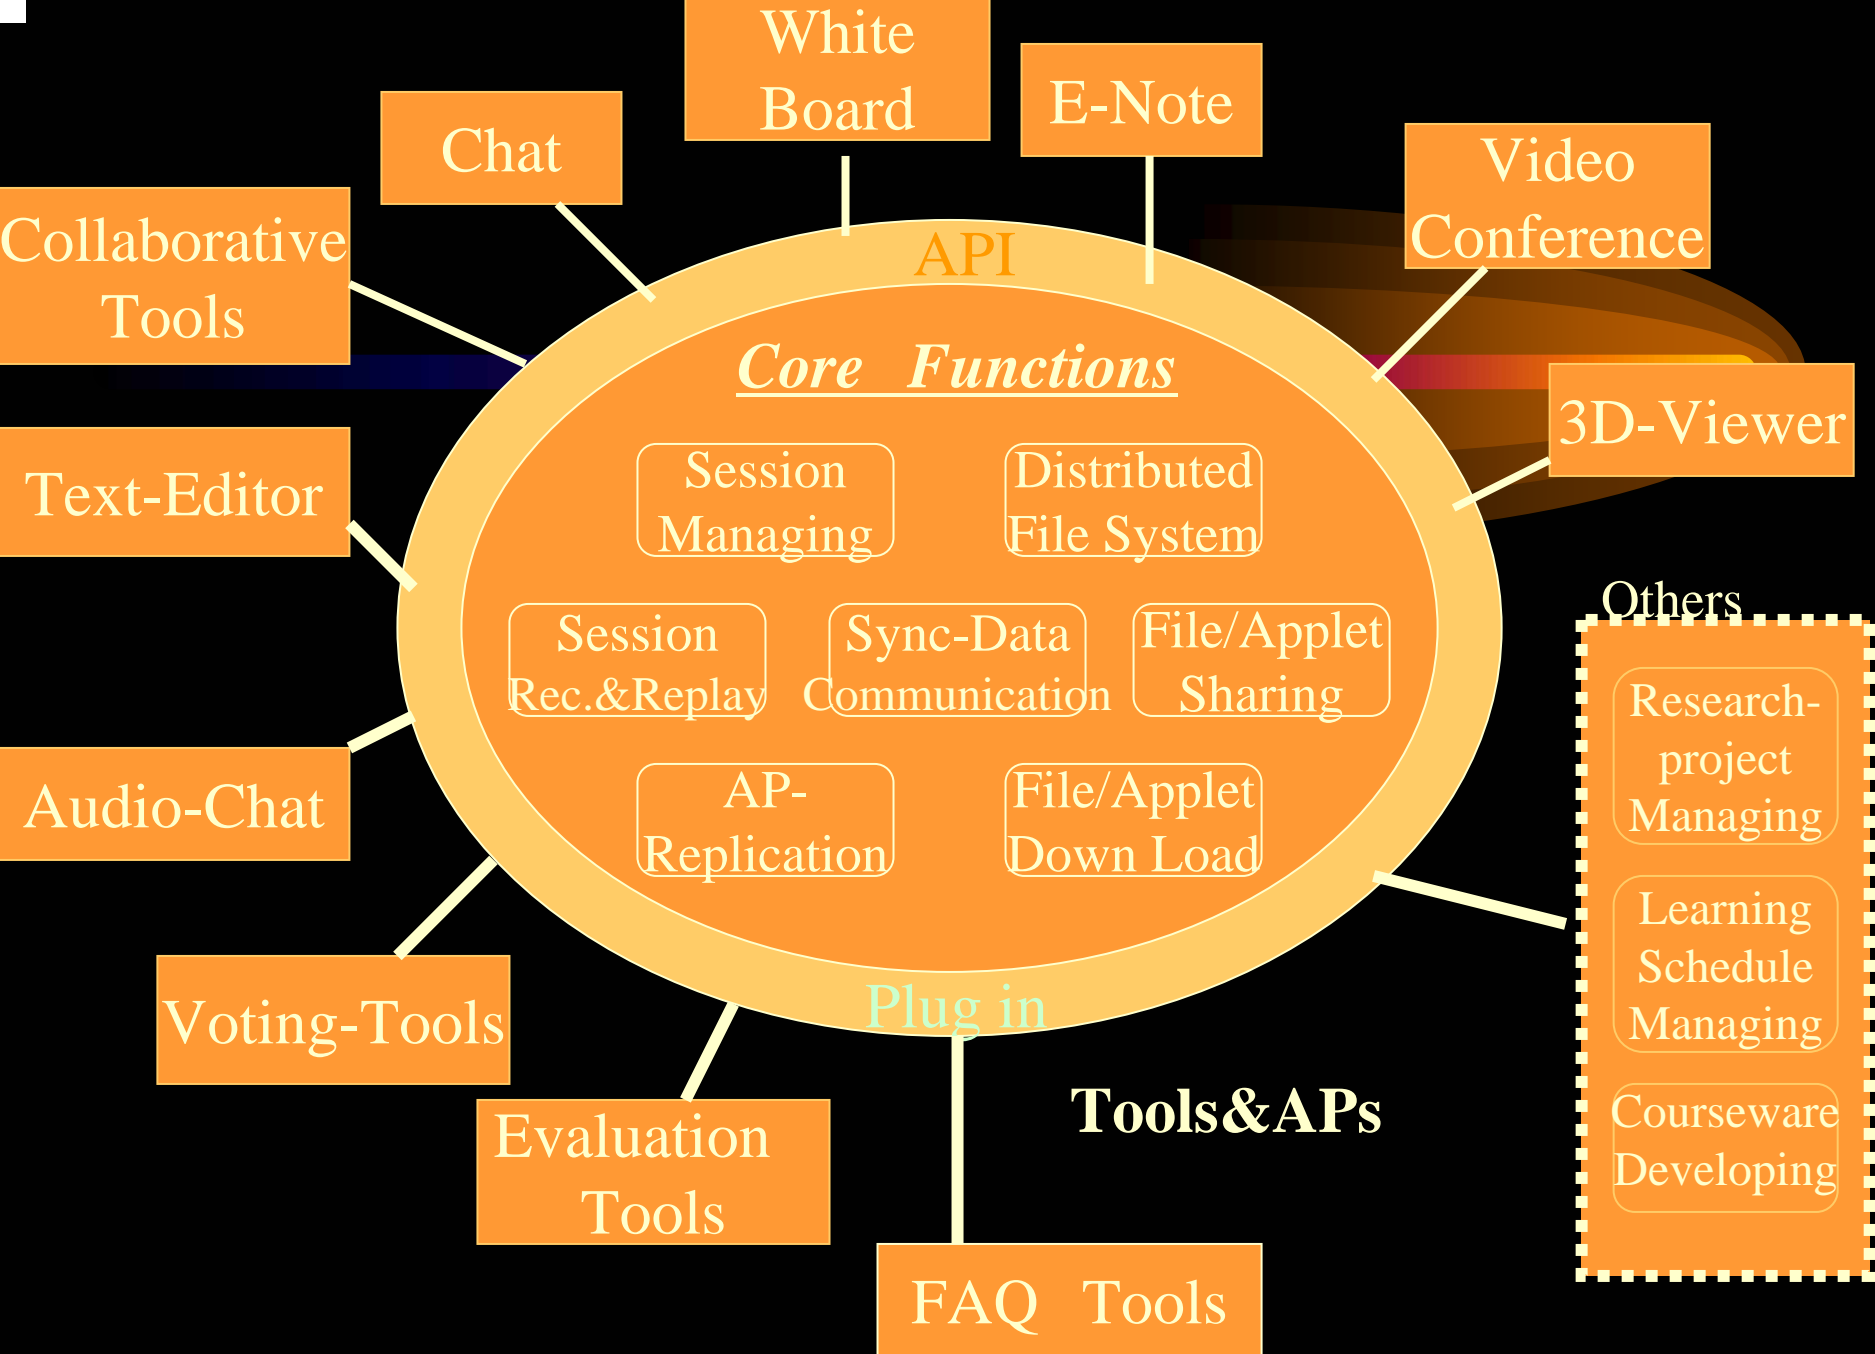 White
Board
E-Note
Chat
Video
Conference
Collaborative
Tools
API
Core Functions
3D-Viewer
Text-Editor
Session
Managing
Distributed
File System
Others
Session
Rec.&Replay
Sync-Data
Communication
File/Applet
Sharing
Research-
project
Managing
Audio-Chat
AP-
Replication
File/Applet
Down Load
Learning
Schedule
Managing
Voting-Tools
Plug in
Tools&APs
Courseware
Developing
Evaluation
Tools
FAQ Tools